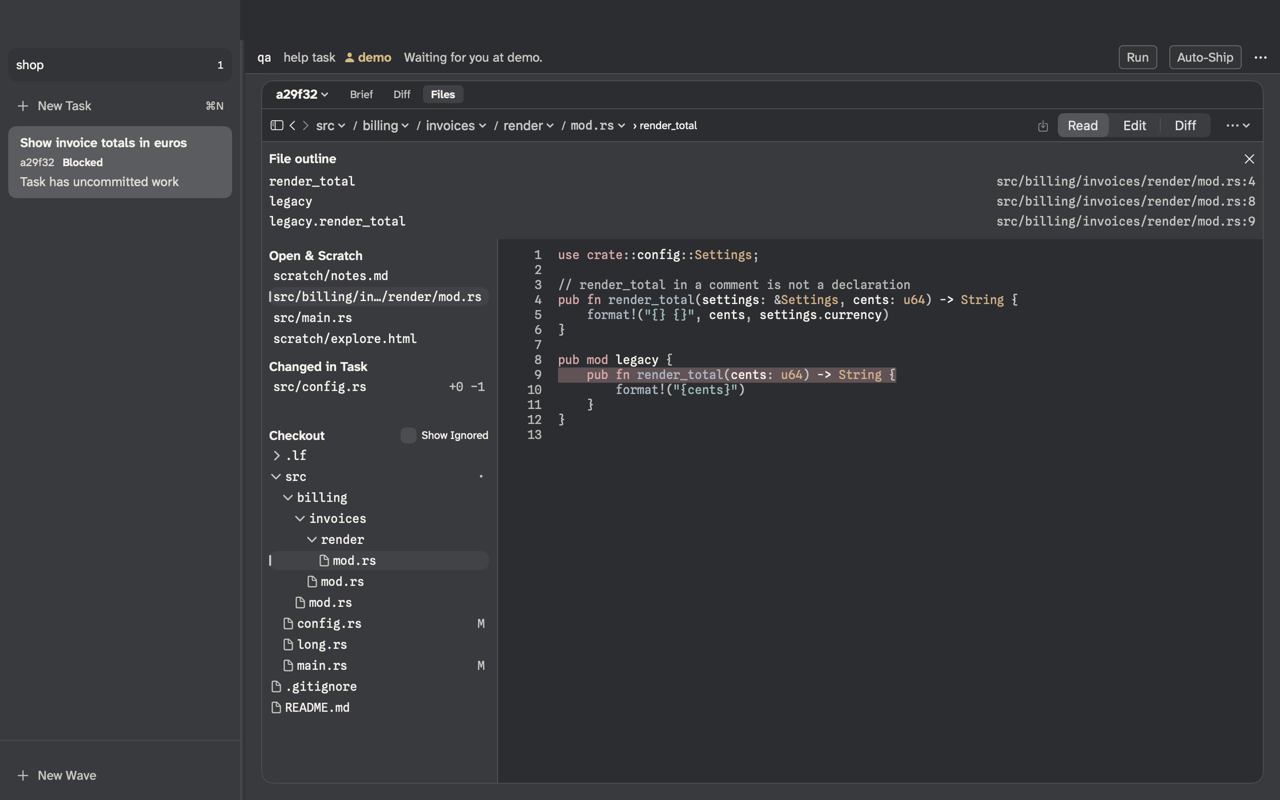 shop 1
New Task ⌘N
Show invoice totals in euros
a29f32 Blocked
Task has uncommitted work
New Wave
qa help task demo Waiting for you at demo. Run Auto-Ship ···
a29f32 Brief Diff Files
src / billing / invoices / render / mod.rs › render_total Read Edit Diff ···
File outline
render_total src/billing/invoices/render/mod.rs:4
legacy src/billing/invoices/render/mod.rs:8
legacy.render_total src/billing/invoices/render/mod.rs:9
Open & Scratch
scratch/notes.md
src/billing/in…/render/mod.rs
src/main.rs
scratch/explore.html
Changed in Task
src/config.rs +0 −1
Checkout Show Ignored
.lf
src ·
billing
invoices
render
mod.rs
mod.rs
mod.rs
config.rs M
long.rs
main.rs M
.gitignore
README.md
1 use crate::config::Settings;
2
3 // render_total in a comment is not a declaration
4 pub fn render_total(settings: &Settings, cents: u64) -> String {
5     format!("{} {}", cents, settings.currency)
6 }
7
8 pub mod legacy {
9     pub fn render_total(cents: u64) -> String {
10         format!("{cents}")
11     }
12 }
13